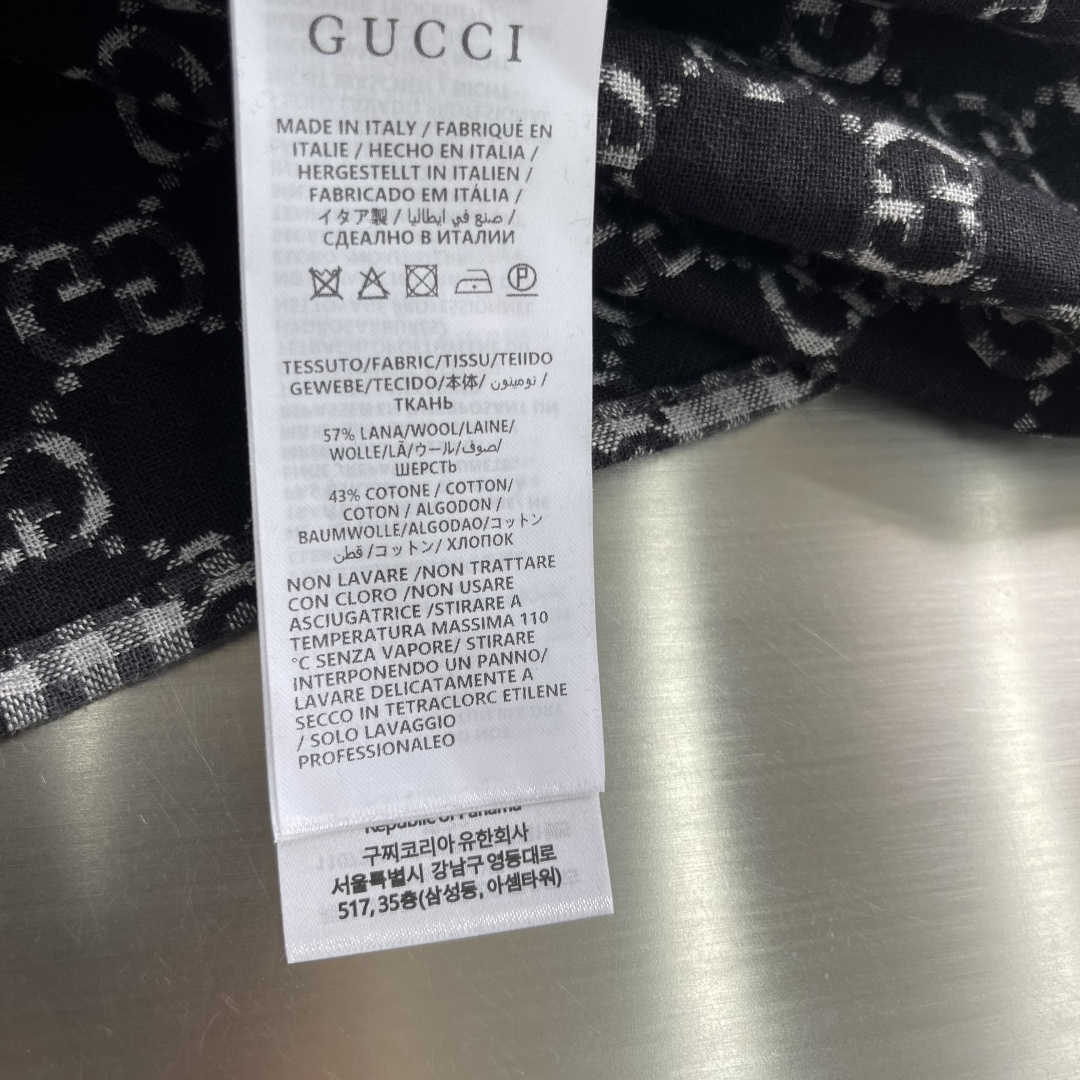 GUCCI
MADE IN ITALY / FABRIQUÉ EN
ITALIE / HECHO EN ITALIA /
HERGESTELLT IN ITALIEN /
FABRICADO EM ITÁLIA /
イタア製 / صنع في ايطاليا /
СДЕАЛНО В ИТАЛИИ
P
TESSUTO/FABRIC/TISSU/TEIIDO
GEWEBE/TECIDO/本体/ نومينون /
ТКАНЬ
57% LANA/WOOL/LAINE/
WOLLE/LÃ/ウール/صوف/
ШЕРСТЬ
43% COTONE / COTTON/
COTON / ALGODON /
BAUMWOLLE/ALGODAO/コットン
قطن /コットン/ ХЛОПОК
NON LAVARE /NON TRATTARE
CON CLORO /NON USARE
ASCIUGATRICE /STIRARE A
TEMPERATURA MASSIMA 110
°C SENZA VAPORE/ STIRARE
INTERPONENDO UN PANNO/
LAVARE DELICATAMENTE A
SECCO IN TETRACLORC ETILENE
/ SOLO LAVAGGIO
PROFESSIONALEO
Republic of Panama
구찌코리아 유한회사
서울특별시 강남구 영등대로
517, 35층(삼성동, 아셈타워)